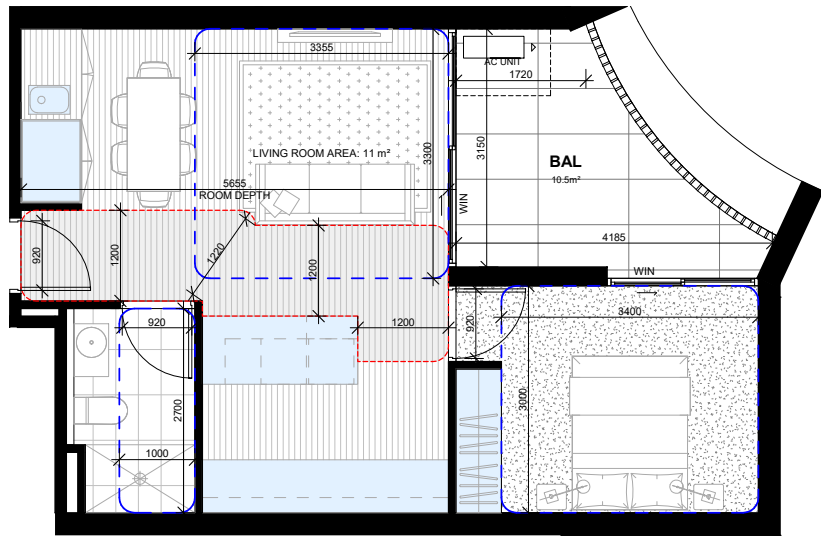 3355
AC UNIT
1720
LIVING ROOM AREA: 11 m²
3300
3150
BAL
10.5m²
5655
ROOM DEPTH
WIN
4185
920
1200
1220
1200
WIN
920
1200
920
3400
2700
3000
1000